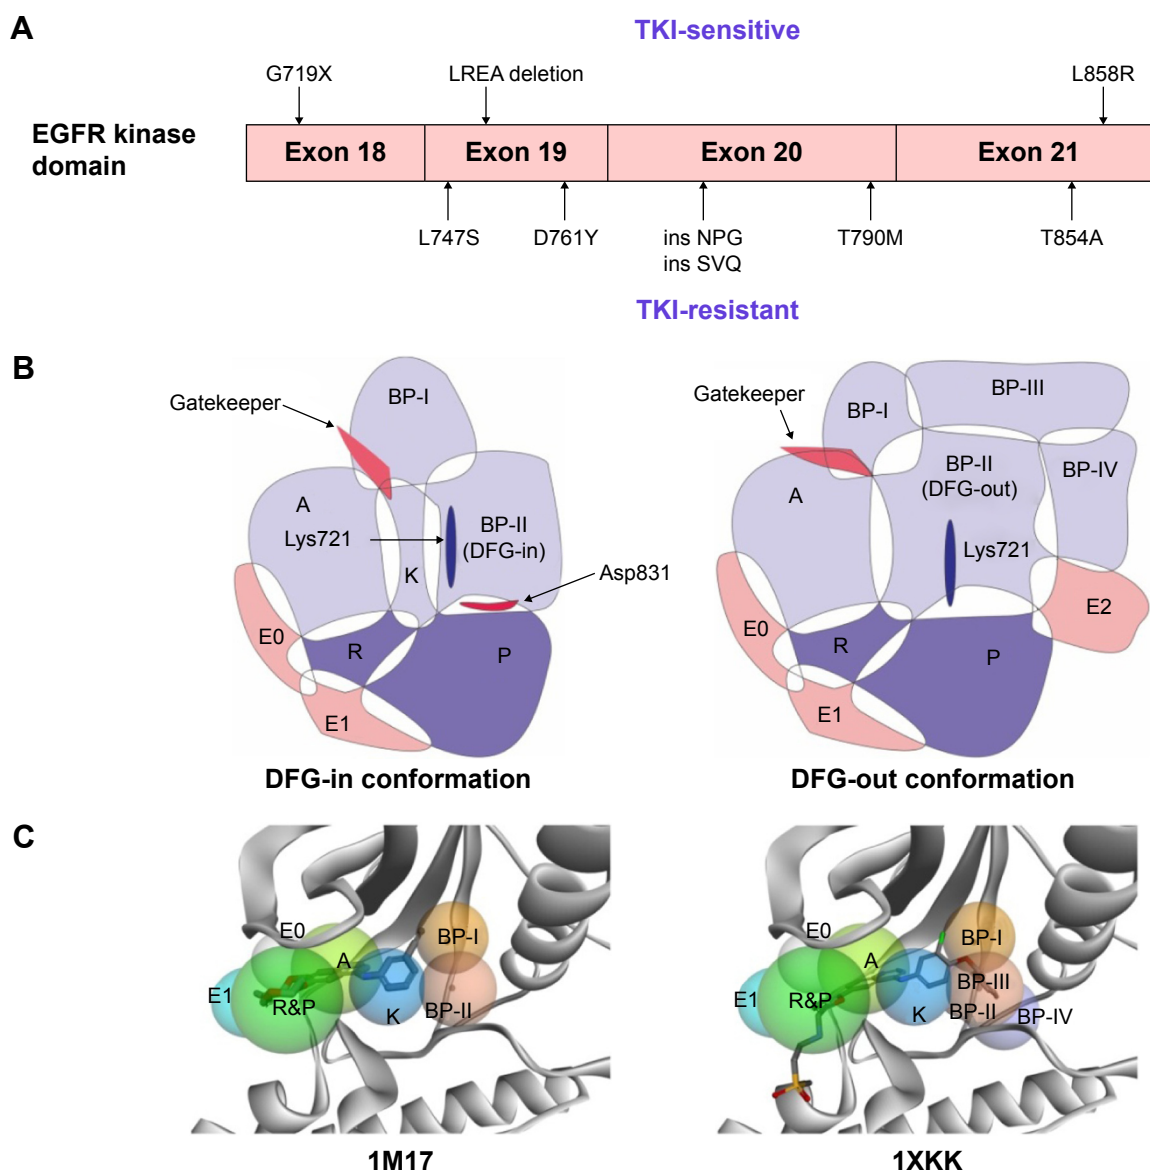 A
TKI-sensitive
G719X
LREA deletion
L858R
EGFR kinase
domain
Exon 18
Exon 19
Exon 20
Exon 21
L747S
D761Y
ins NPG
ins SVQ
T790M
T854A
TKI-resistant
B
Gatekeeper
BP-I
A
Lys721
K
BP-II
(DFG-in)
Asp831
E0
R
P
E1
DFG-in conformation
Gatekeeper
BP-I
BP-III
A
BP-II
(DFG-out)
BP-IV
Lys721
E0
R
P
E2
E1
DFG-out conformation
C
E0
A
BP-I
E1
R&P
K
BP-II
1M17
E0
A
BP-I
E1
R&P
K
BP-III
BP-II
BP-IV
1XKK